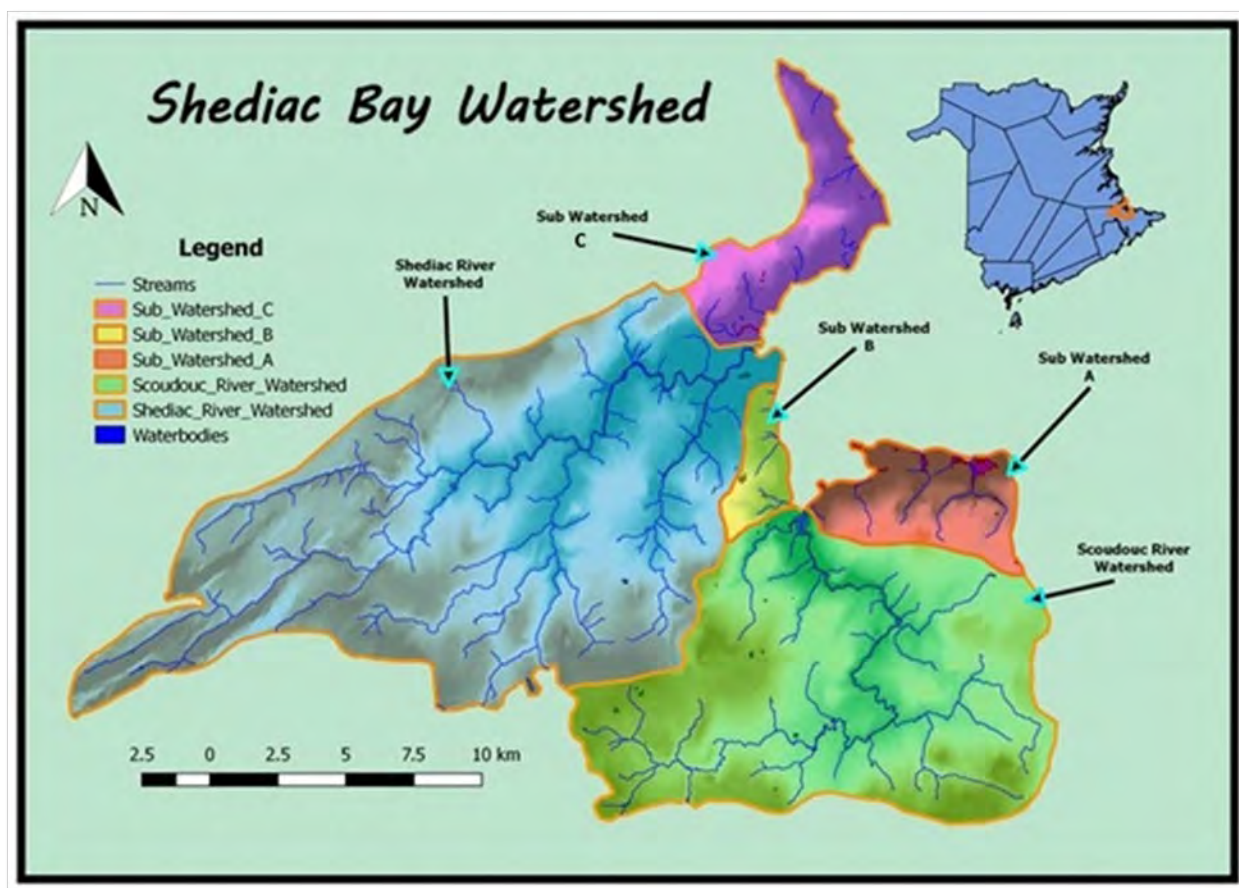 Shediac Bay Watershed
N
Sub Watershed
C
Legend
Shediac River
Watershed
Streams
Sub_Watershed_C
Sub_Watershed_B
Sub_Watershed_A
Scoudouc_River_Watershed
Shediac_River_Watershed
Waterbodies
Sub Watershed
B
Sub Watershed
A
Scoudouc River
Watershed
2.5 0 2.5 5 7.5 10 km